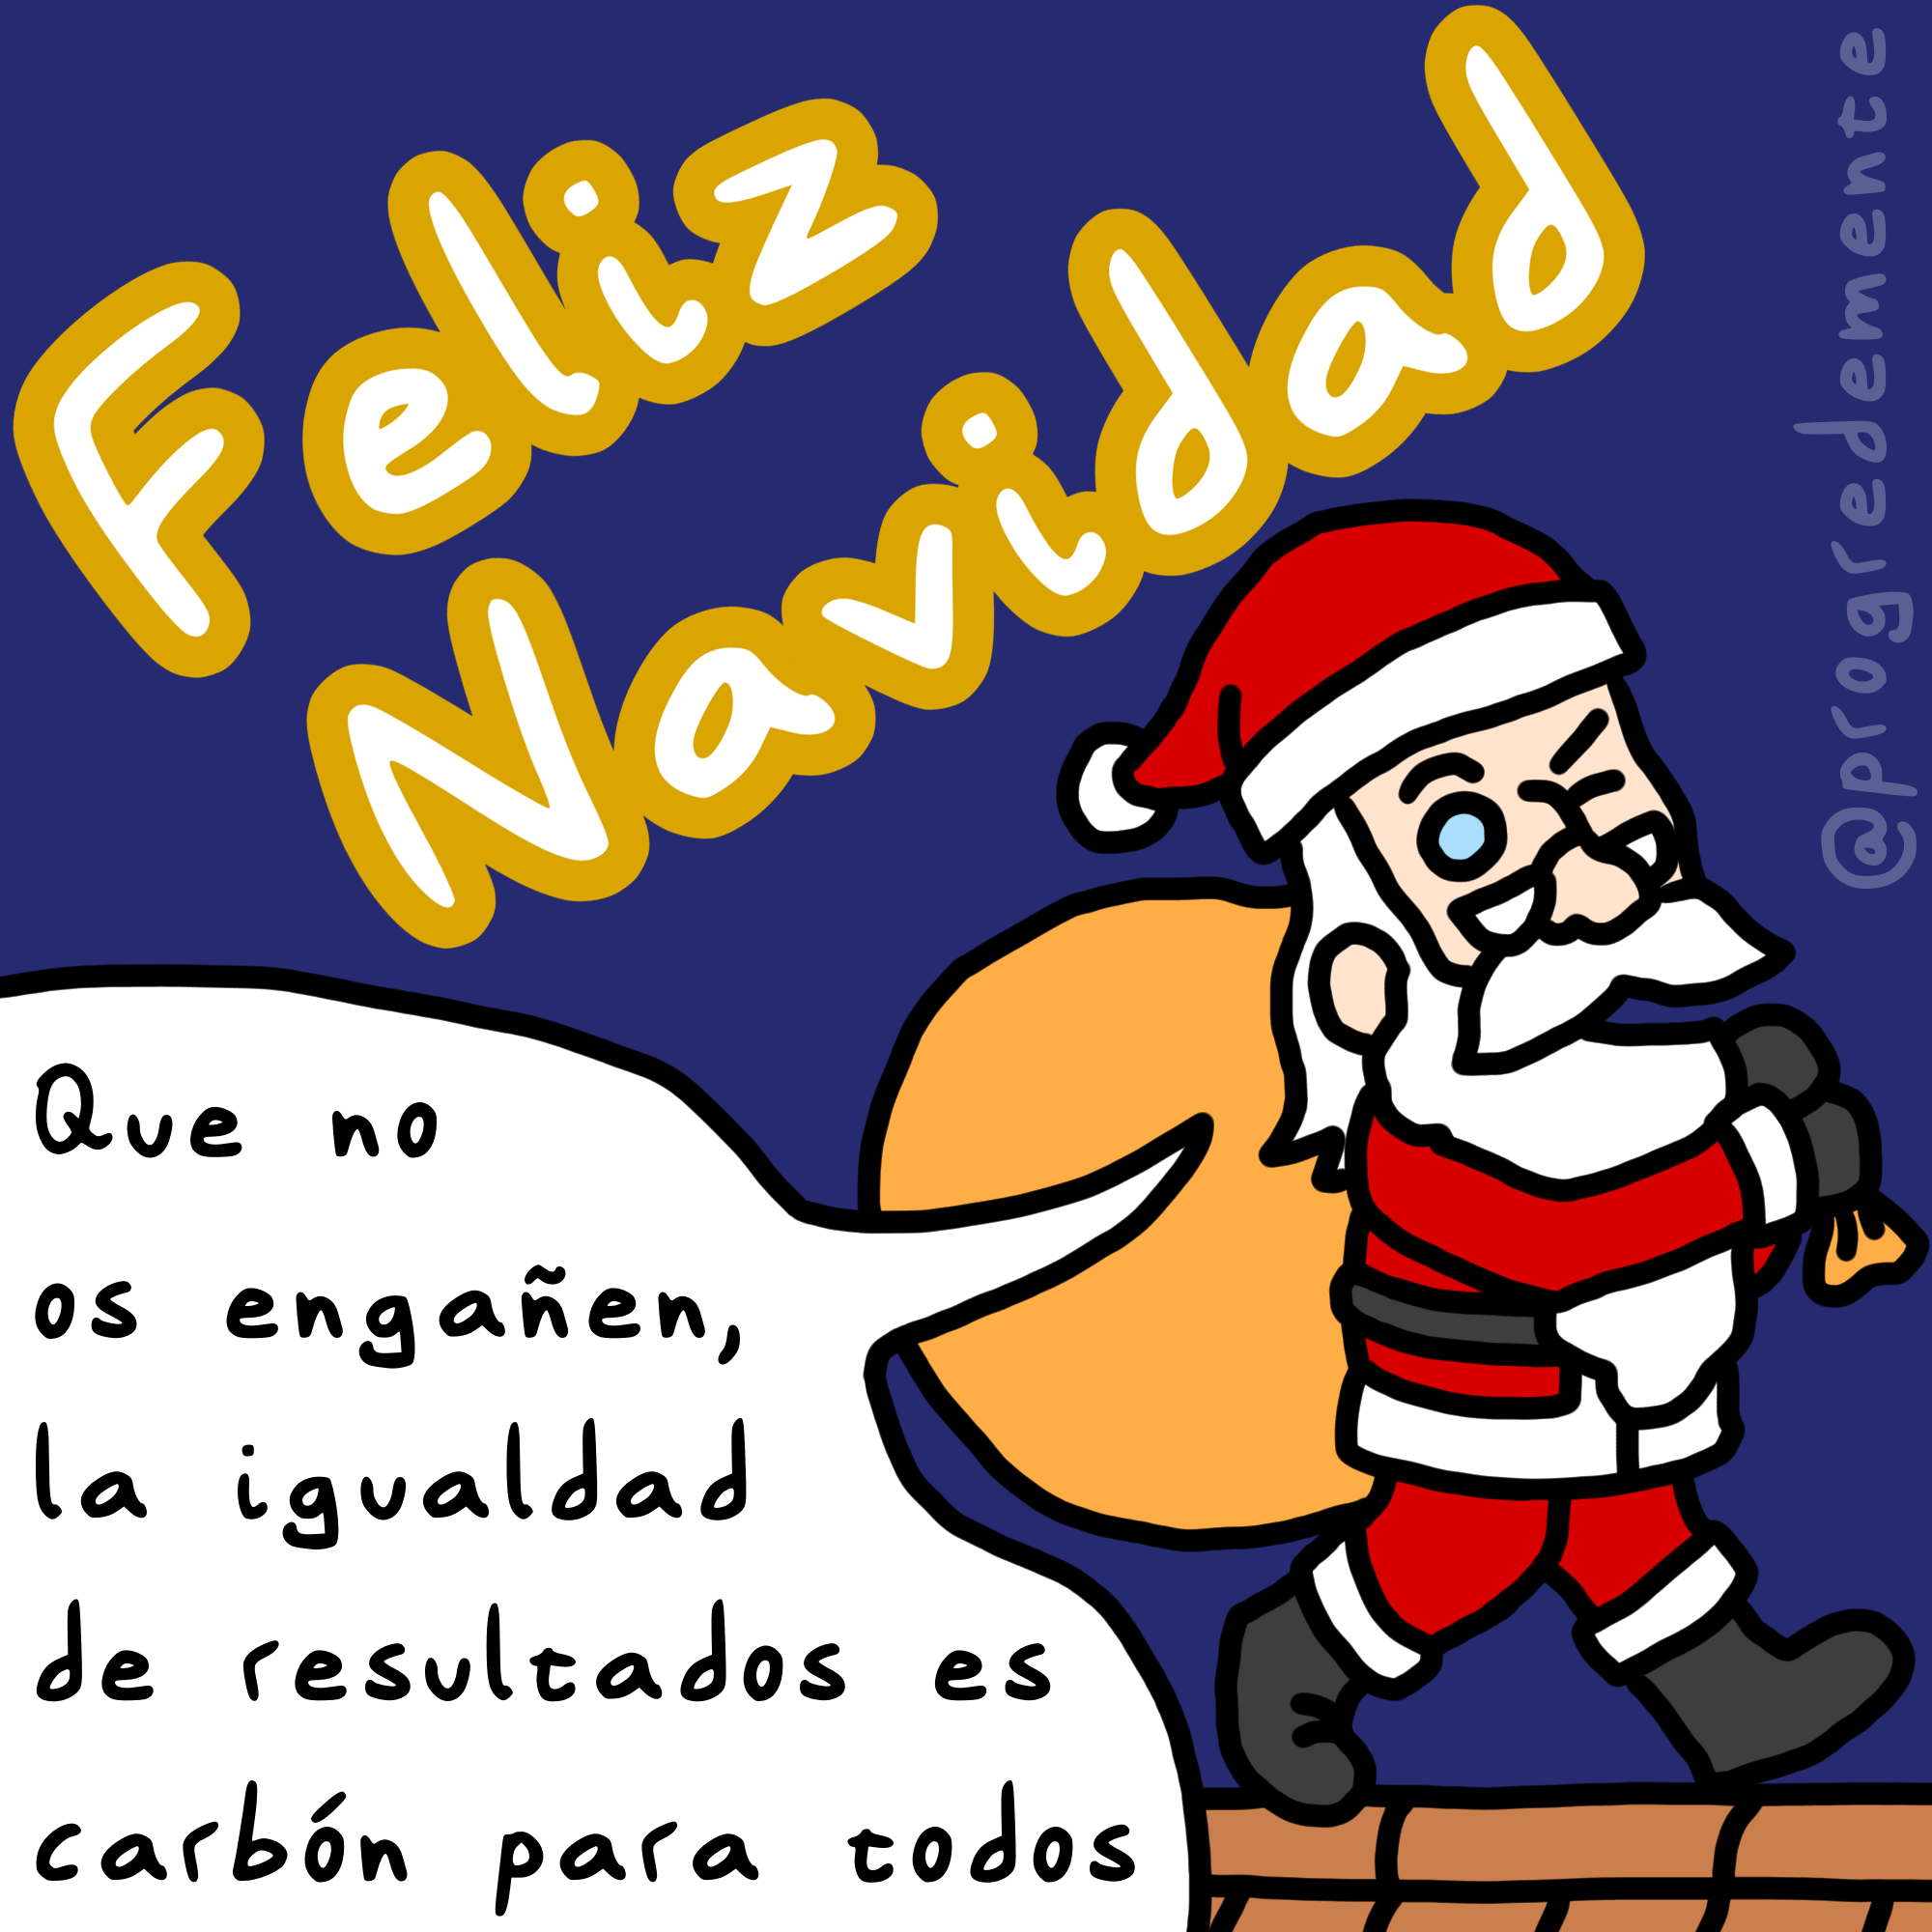 Feliz
Navidad
@Progredemente
Que no
os engañen,
la igualdad
de resultados es
carbón para todos